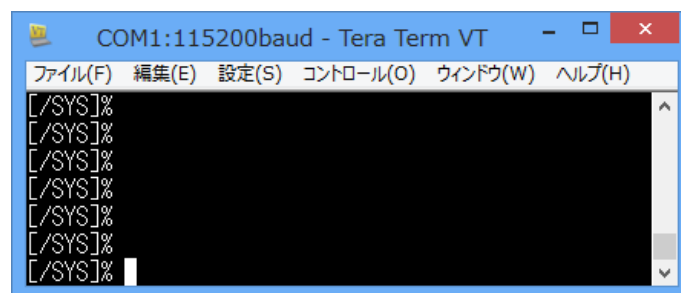 COM1:115200baud - Tera Term VT
ファイル(F) 編集(E) 設定(S) コントロール(O) ウィンドウ(W) ヘルプ(H)
[/SYS]%
[/SYS]%
[/SYS]%
[/SYS]%
[/SYS]%
[/SYS]%
[/SYS]%